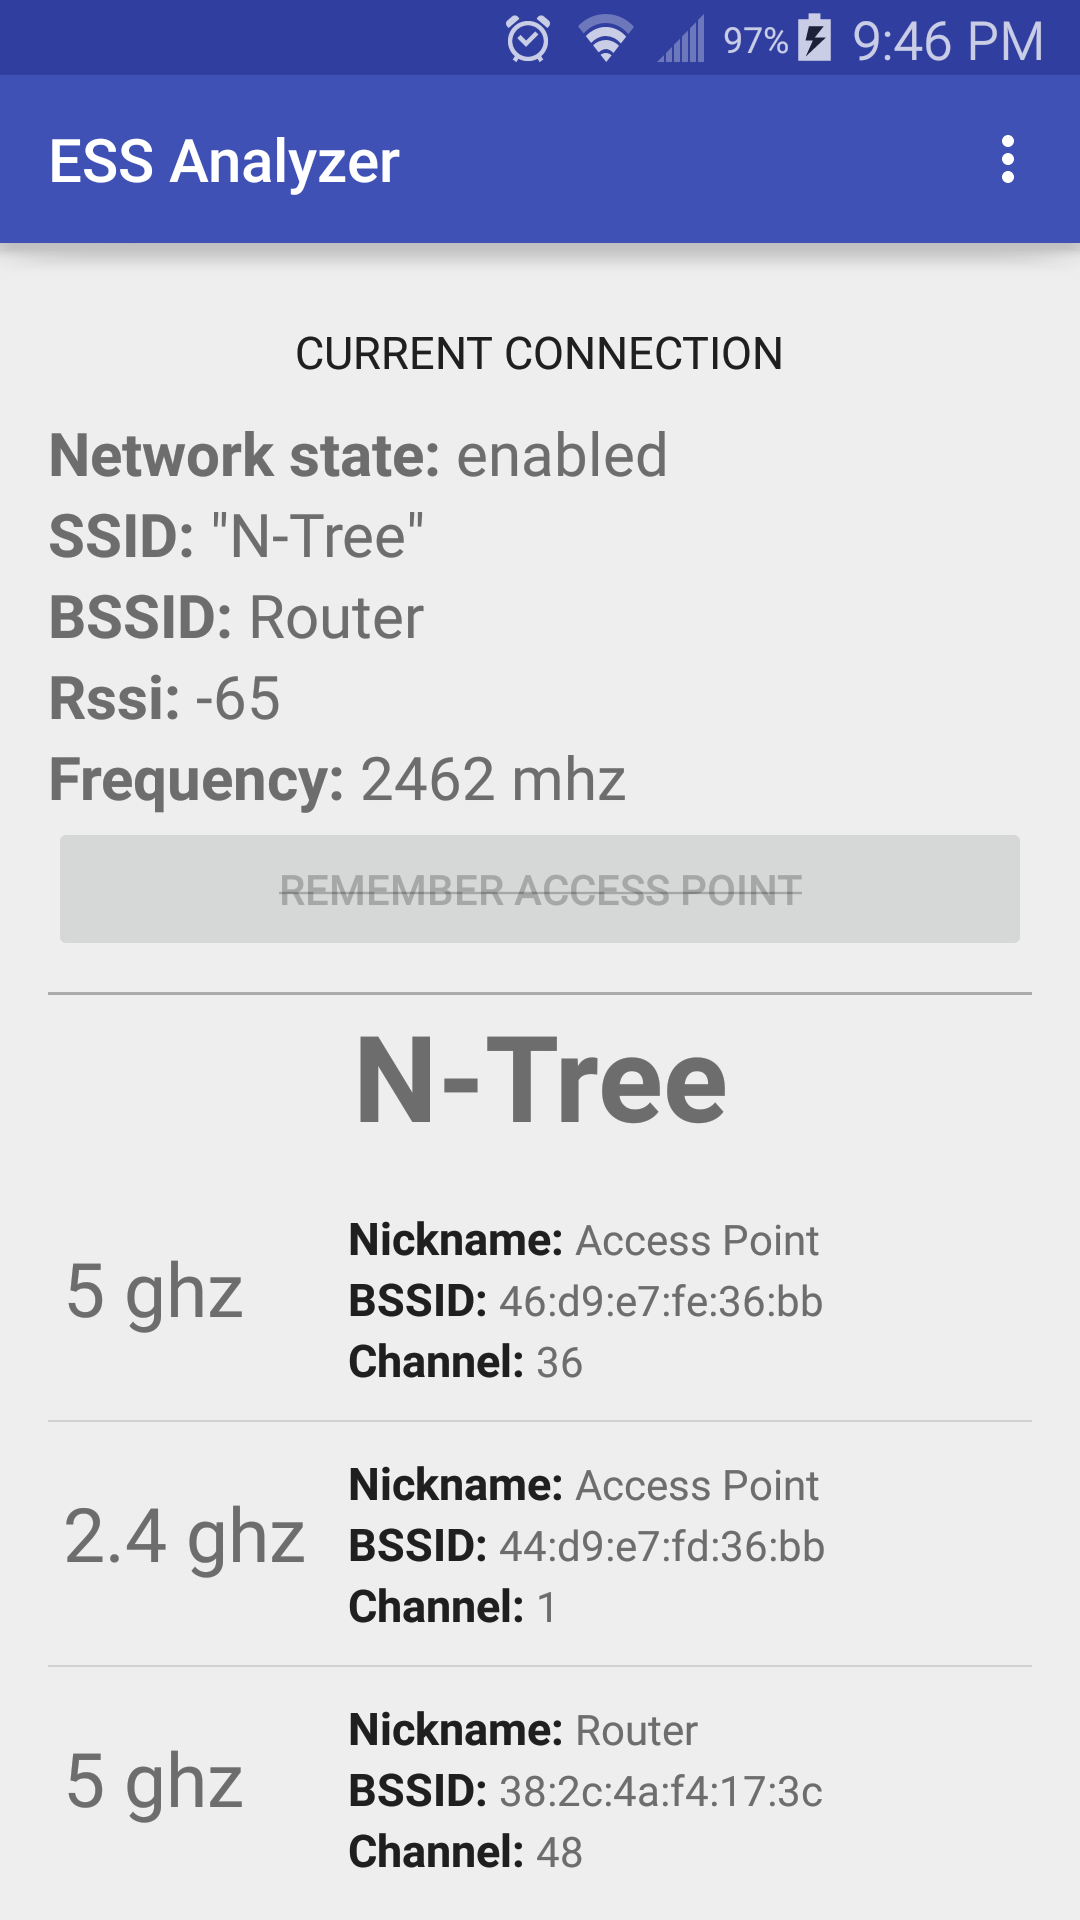 97% 9:46 PM
ESS Analyzer
CURRENT CONNECTION
Network state: enabled
SSID: "N-Tree"
BSSID: Router
Rssi: -65
Frequency: 2462 mhz
REMEMBER ACCESS POINT
N-Tree
5 ghz
Nickname: Access Point
BSSID: 46:d9:e7:fe:36:bb
Channel: 36
2.4 ghz
Nickname: Access Point
BSSID: 44:d9:e7:fd:36:bb
Channel: 1
5 ghz
Nickname: Router
BSSID: 38:2c:4a:f4:17:3c
Channel: 48